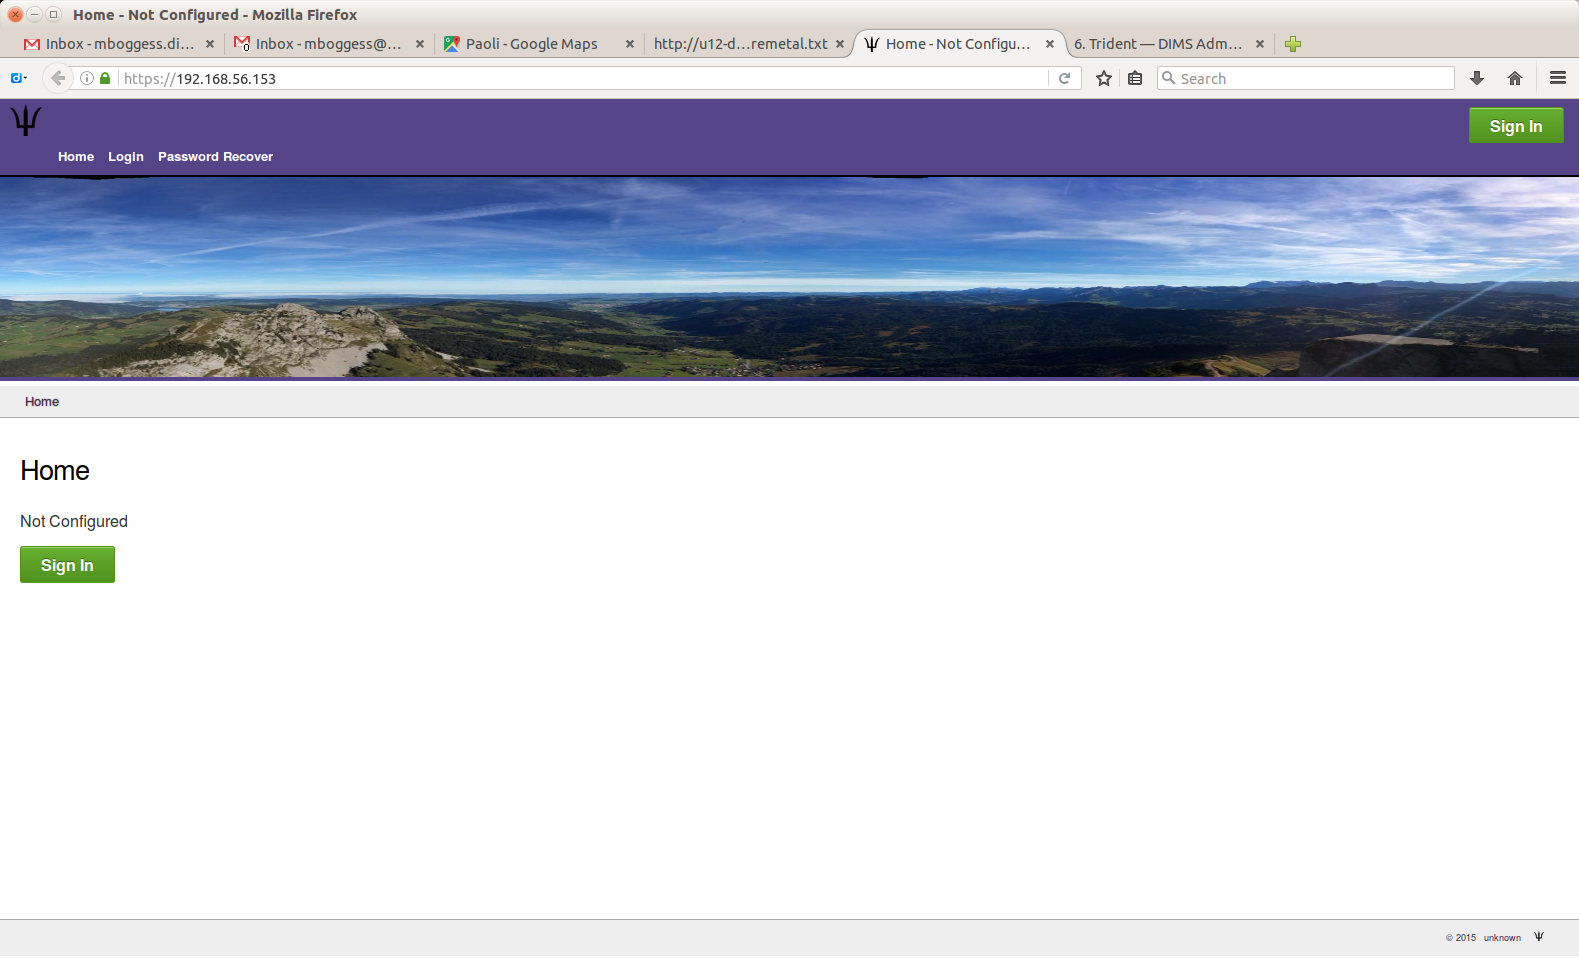 Home - Not Configured - Mozilla Firefox
Inbox - mboggess.di... Inbox - mboggess@... Paoli - Google Maps http://u12-d...remetal.txt Home - Not Configu... 6. Trident — DIMS Adm...
https://192.168.56.153 Search
Sign In
Home Login Password Recover
Home
Home
Not Configured
Sign In
© 2015 unknown